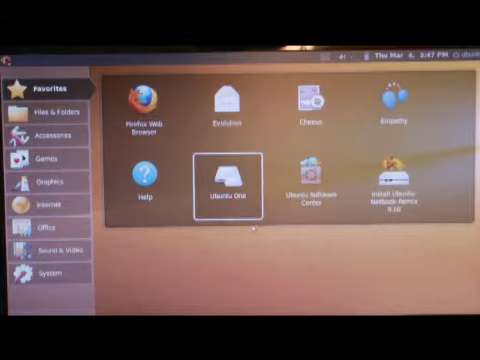 Thu Mar 4, 3:47 PM
Favorites
Files & Folders
Accessories
Games
Graphics
Internet
Office
Sound & Video
System
Firefox Web
Browser
Evolution
Cheese
Empathy
Help
Ubuntu One
Ubuntu Software
Center
Install Ubuntu-
Netbook-Remix
9.10